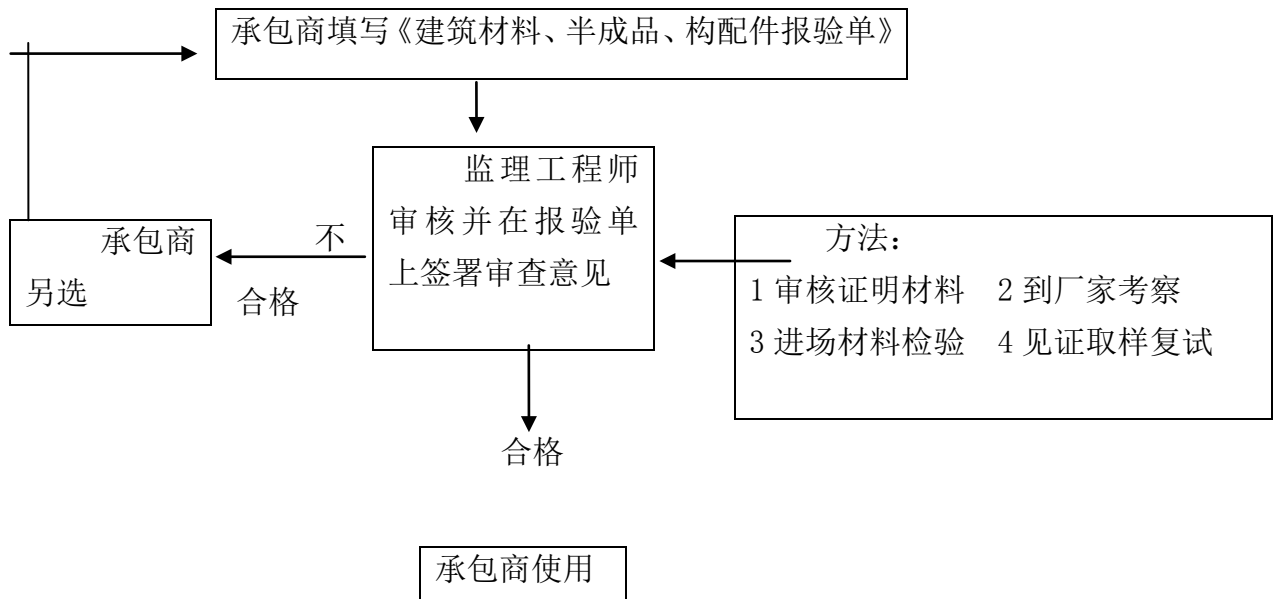 承包商填写《建筑材料、半成品、构配件报验单》
监理工程师
审核并在报验单
上签署审查意见
承包商
另选
不
合格
方法：
1 审核证明材料　2 到厂家考察
3 进场材料检验　4 见证取样复试
合格
承包商使用